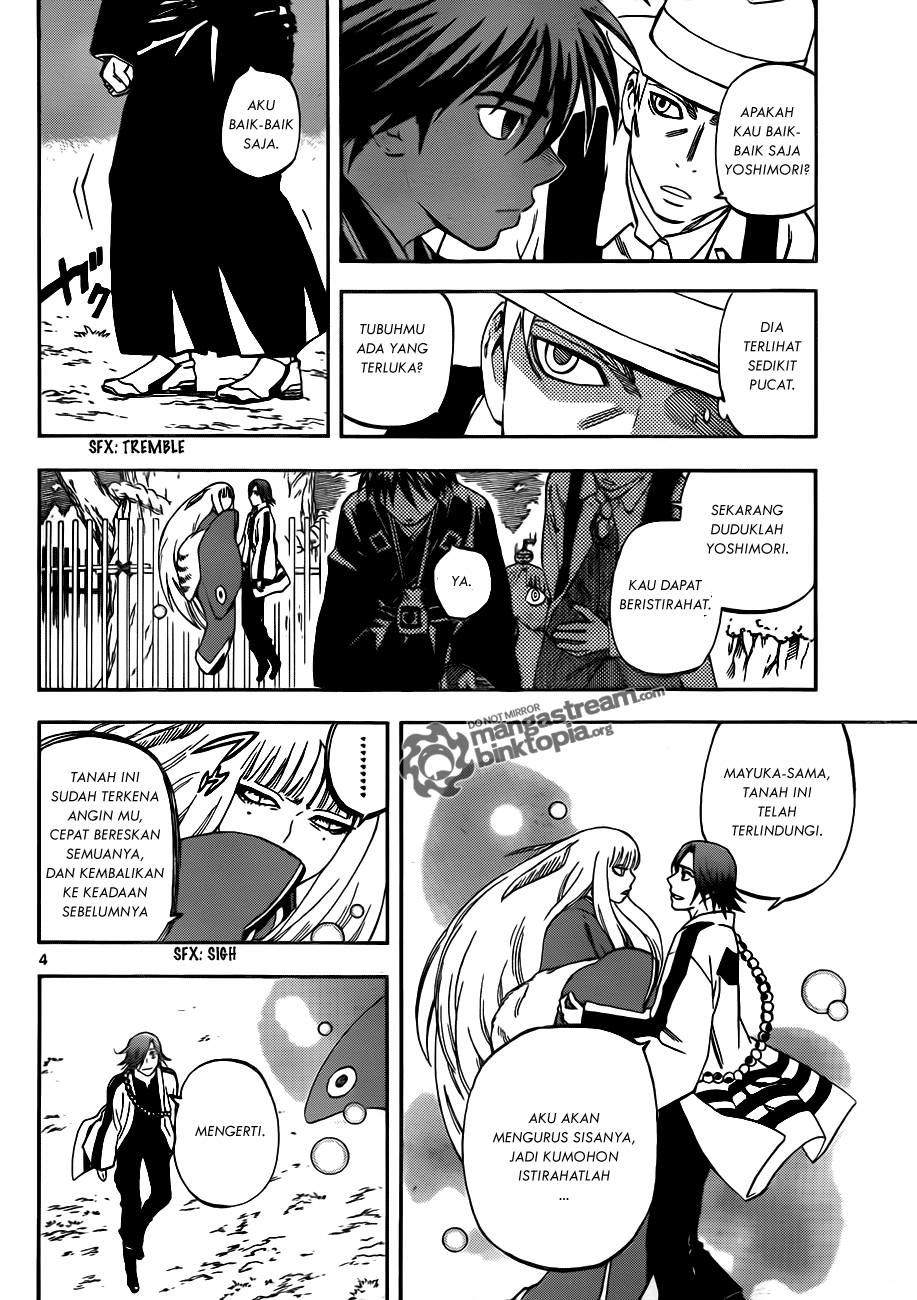 APAKAH
KAU BAIK-
BAIK SAJA
YOSHIMORI?
AKU
BAIK-BAIK
SAJA.
ガク
SFX: TREMBLE
DIA
TERLIHAT
SEDIKIT
PUCAT.
TUBUHMU
ADA YANG
TERLUKA?
SEKARANG
DUDUKLAH
YOSHIMORI.
KAU DAPAT
BERISTIRAHAT.
YA.
DO NOT MIRROR
mangastream.com
binktopia.org
MAYUKA-SAMA,
TANAH INI
TELAH
TERLINDUNGI.
AKU AKAN
MENGURUS SISANYA,
JADI KUMOHON
ISTIRAHATLAH
...
.........
TANAH INI
SUDAH TERKENA
ANGIN MU,
CEPAT BERESKAN
SEMUANYA,
DAN KEMBALIKAN
KE KEADAAN
SEBELUMNYA
SFX: SIGH
4
MENGERTI.